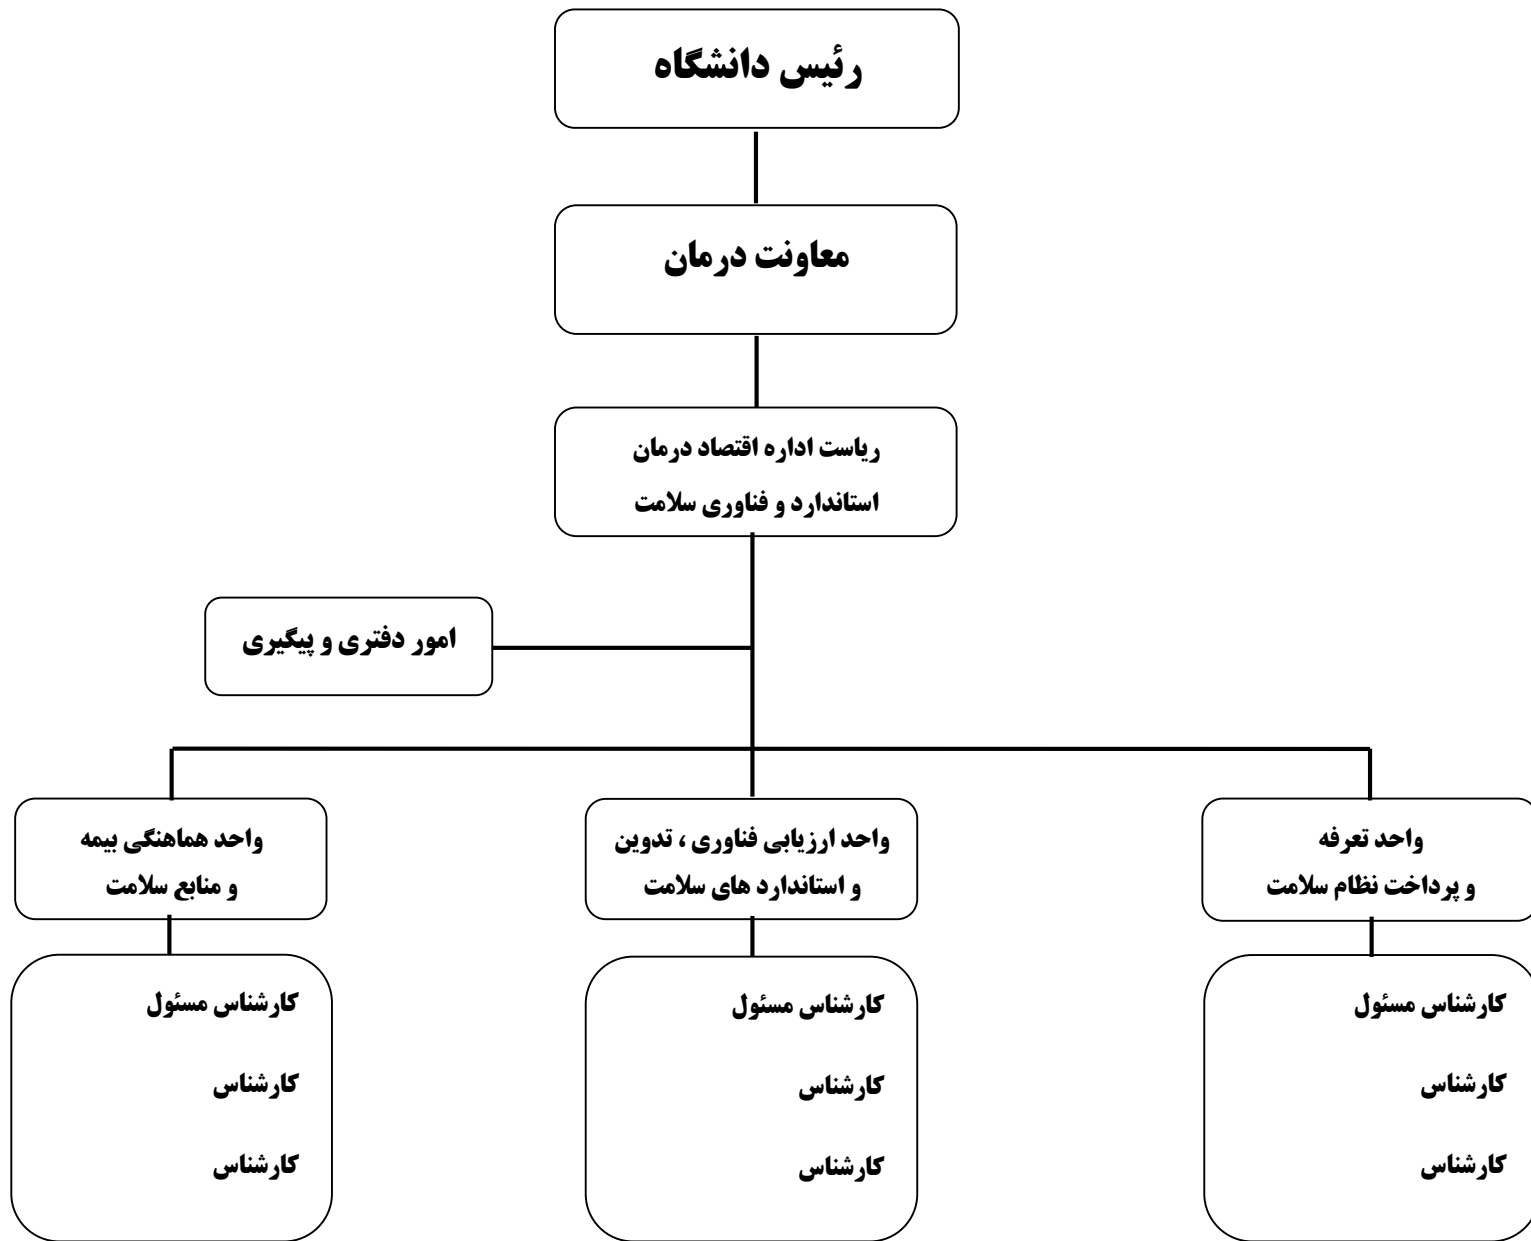 رئیس دانشگاه
معاونت درمان
ریاست اداره اقتصاد درمان
استاندارد و فناوری سلامت
امور دفتری و پیگیری
واحد تعرفه
و پرداخت نظام سلامت
واحد ارزیابی فناوری ، تدوین
و استاندارد های سلامت
واحد هماهنگی بیمه
و منابع سلامت
کارشناس مسئول
کارشناس
کارشناس
کارشناس مسئول
کارشناس
کارشناس
کارشناس مسئول
کارشناس
کارشناس